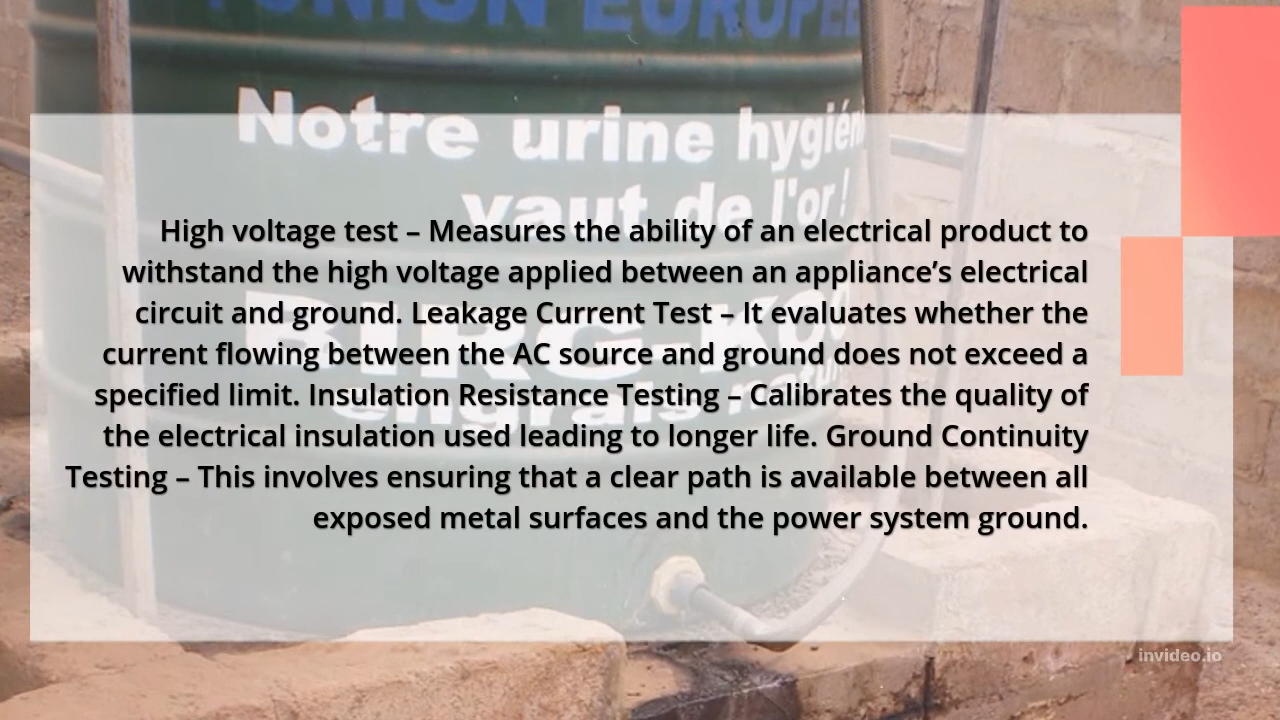 L'UNION EUROPÉE
Notre urine hygién
vaut de l'or !
High voltage test – Measures the ability of an electrical product to
withstand the high voltage applied between an appliance’s electrical
circuit and ground. Leakage Current Test – It evaluates whether the
current flowing between the AC source and ground does not exceed a
specified limit. Insulation Resistance Testing – Calibrates the quality of
the electrical insulation used leading to longer life. Ground Continuity
Testing – This involves ensuring that a clear path is available between all
exposed metal surfaces and the power system ground.
invideo.io